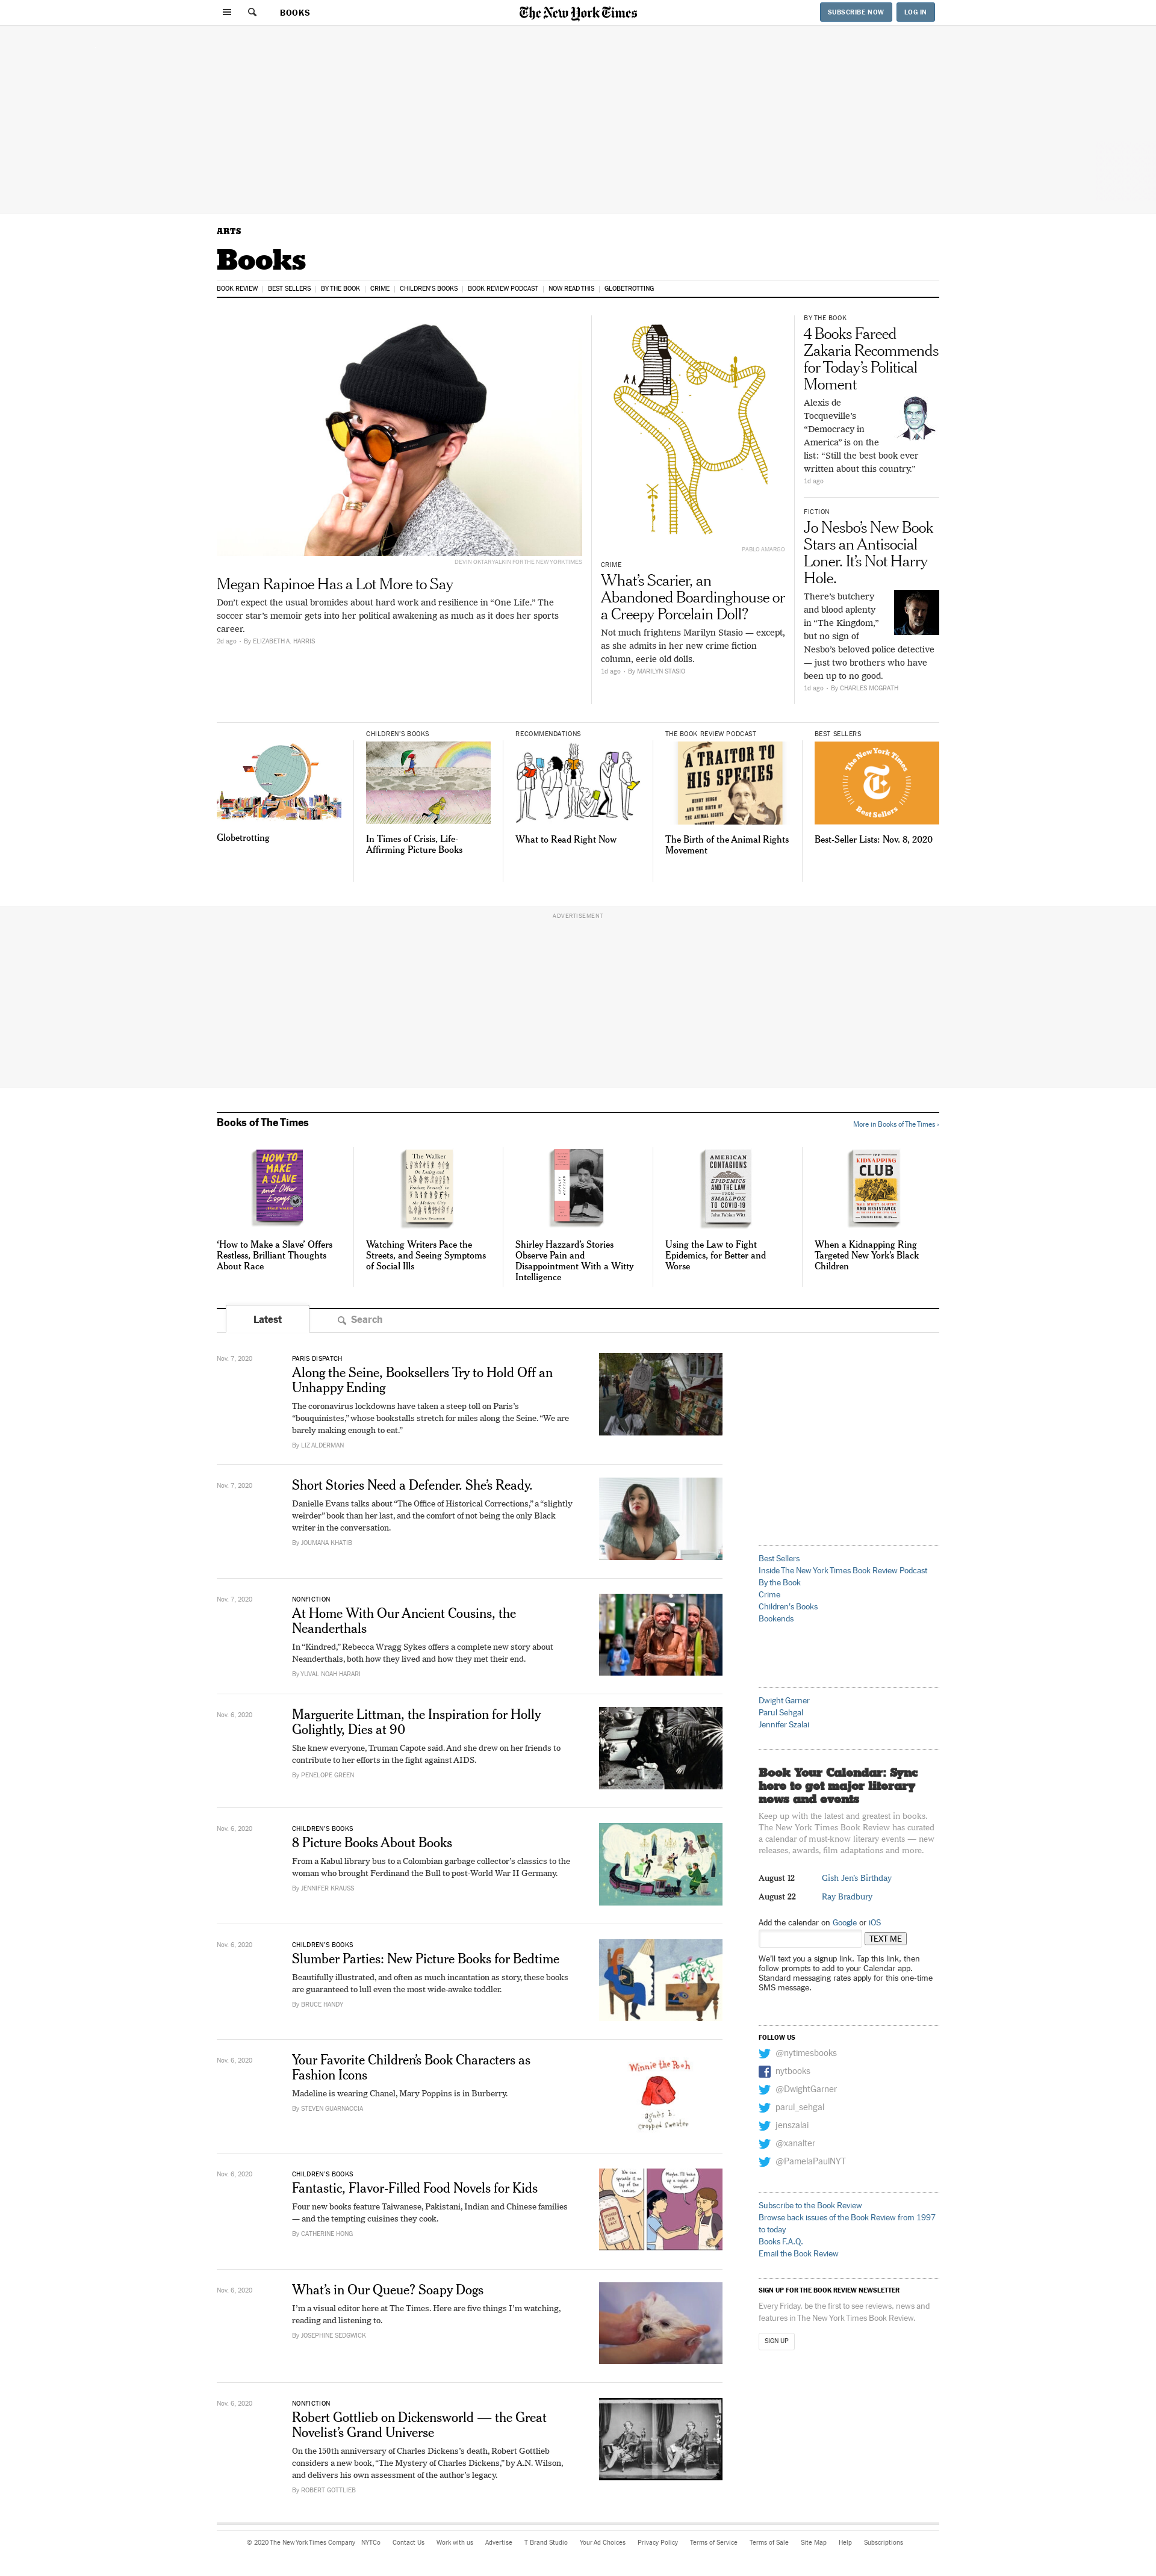 BOOKS
The New York Times
SUBSCRIBE NOW
LOG IN
ARTS
Books
BOOK REVIEW | BEST SELLERS | BY THE BOOK | CRIME | CHILDREN'S BOOKS | BOOK REVIEW PODCAST | NOW READ THIS | GLOBETROTTING
DEVIN OKTAR YALKIN FOR THE NEW YORK TIMES
Megan Rapinoe Has a Lot More to Say
Don't expect the usual bromides about hard work and resilience in “One Life.” The
soccer star's memoir gets into her political awakening as much as it does her sports
career.
2d ago · By ELIZABETH A. HARRIS
PABLO AMARGO
CRIME
What's Scarier, an
Abandoned Boardinghouse or
a Creepy Porcelain Doll?
Not much frightens Marilyn Stasio — except,
as she admits in her new crime fiction
column, eerie old dolls.
1d ago · By MARILYN STASIO
BY THE BOOK
4 Books Fareed
Zakaria Recommends
for Today's Political
Moment
Alexis de
Tocqueville's
“Democracy in
America” is on the
list: “Still the best book ever
written about this country.”
1d ago
FICTION
Jo Nesbo's New Book
Stars an Antisocial
Loner. It's Not Harry
Hole.
There's butchery
and blood aplenty
in “The Kingdom,”
but no sign of
Nesbo's beloved police detective
— just two brothers who have
been up to no good.
1d ago · By CHARLES MCGRATH
Globetrotting
CHILDREN'S BOOKS
In Times of Crisis, Life-
Affirming Picture Books
RECOMMENDATIONS
What to Read Right Now
THE BOOK REVIEW PODCAST
A TRAITOR TO
HIS SPECIES
HENRY BERGH
AND THE BIRTH OF
THE ANIMAL RIGHTS
The Birth of the Animal Rights
Movement
BEST SELLERS
The New York Times
Best Sellers
Best-Seller Lists: Nov. 8, 2020
ADVERTISEMENT
Books of The Times
More in Books of The Times ›
HOW TO
MAKE
A SLAVE
and Other
Essays
‘How to Make a Slave’ Offers
Restless, Brilliant Thoughts
About Race
The Walker
On Losing and
Finding Yourself in
the Modern City
Watching Writers Pace the
Streets, and Seeing Symptoms
of Social Ills
Shirley Hazzard's Stories
Observe Pain and
Disappointment With a Witty
Intelligence
AMERICAN
CONTAGIONS
EPIDEMICS
AND THE LAW
FROM
SMALLPOX
TO COVID-19
John Fabian Witt
Using the Law to Fight
Epidemics, for Better and
Worse
THE
KIDNAPPING
CLUB
When a Kidnapping Ring
Targeted New York's Black
Children
Latest
Search
Nov. 7, 2020
PARIS DISPATCH
Along the Seine, Booksellers Try to Hold Off an
Unhappy Ending
The coronavirus lockdowns have taken a steep toll on Paris's
“bouquinistes,” whose bookstalls stretch for miles along the Seine. “We are
barely making enough to eat.”
By LIZ ALDERMAN
Nov. 7, 2020
Short Stories Need a Defender. She's Ready.
Danielle Evans talks about “The Office of Historical Corrections,” a “slightly
weirder” book than her last, and the comfort of not being the only Black
writer in the conversation.
By JOUMANA KHATIB
Nov. 7, 2020
NONFICTION
At Home With Our Ancient Cousins, the
Neanderthals
In “Kindred,” Rebecca Wragg Sykes offers a complete new story about
Neanderthals, both how they lived and how they met their end.
By YUVAL NOAH HARARI
Nov. 6, 2020
Marguerite Littman, the Inspiration for Holly
Golightly, Dies at 90
She knew everyone, Truman Capote said. And she drew on her friends to
contribute to her efforts in the fight against AIDS.
By PENELOPE GREEN
Nov. 6, 2020
CHILDREN'S BOOKS
8 Picture Books About Books
From a Kabul library bus to a Colombian garbage collector's classics to the
woman who brought Ferdinand the Bull to post-World War II Germany.
By JENNIFER KRAUSS
Nov. 6, 2020
CHILDREN'S BOOKS
Slumber Parties: New Picture Books for Bedtime
Beautifully illustrated, and often as much incantation as story, these books
are guaranteed to lull even the most wide-awake toddler.
By BRUCE HANDY
Nov. 6, 2020
Your Favorite Children's Book Characters as
Fashion Icons
Madeline is wearing Chanel, Mary Poppins is in Burberry.
By STEVEN GUARNACCIA
Winnie the Pooh
agnès b.
cropped Sweater
Nov. 6, 2020
CHILDREN'S BOOKS
Fantastic, Flavor-Filled Food Novels for Kids
Four new books feature Taiwanese, Pakistani, Indian and Chinese families
— and the tempting cuisines they cook.
By CATHERINE HONG
Nov. 6, 2020
What's in Our Queue? Soapy Dogs
I'm a visual editor here at The Times. Here are five things I'm watching,
reading and listening to.
By JOSEPHINE SEDGWICK
Nov. 6, 2020
NONFICTION
Robert Gottlieb on Dickensworld — the Great
Novelist's Grand Universe
On the 150th anniversary of Charles Dickens's death, Robert Gottlieb
considers a new book, “The Mystery of Charles Dickens,” by A.N. Wilson,
and delivers his own assessment of the author's legacy.
By ROBERT GOTTLIEB
Best Sellers
Inside The New York Times Book Review Podcast
By the Book
Crime
Children's Books
Bookends
Dwight Garner
Parul Sehgal
Jennifer Szalai
Book Your Calendar: Sync
here to get major literary
news and events
Keep up with the latest and greatest in books.
The New York Times Book Review has curated
a calendar of must-know literary events — new
releases, awards, film adaptations and more.
August 12 Gish Jen's Birthday
August 22 Ray Bradbury
Add the calendar on Google or iOS
TEXT ME
We'll text you a signup link. Tap this link, then
follow prompts to add to your Calendar app.
Standard messaging rates apply for this one-time
SMS message.
FOLLOW US
@nytimesbooks
nytbooks
@DwightGarner
parul_sehgal
jenszalai
@xanalter
@PamelaPaulNYT
Subscribe to the Book Review
Browse back issues of the Book Review from 1997
to today
Books F.A.Q.
Email the Book Review
SIGN UP FOR THE BOOK REVIEW NEWSLETTER
Every Friday, be the first to see reviews, news and
features in The New York Times Book Review.
SIGN UP
© 2020 The New York Times Company NYTCo Contact Us Work with us Advertise T Brand Studio Your Ad Choices Privacy Policy Terms of Service Terms of Sale Site Map Help Subscriptions